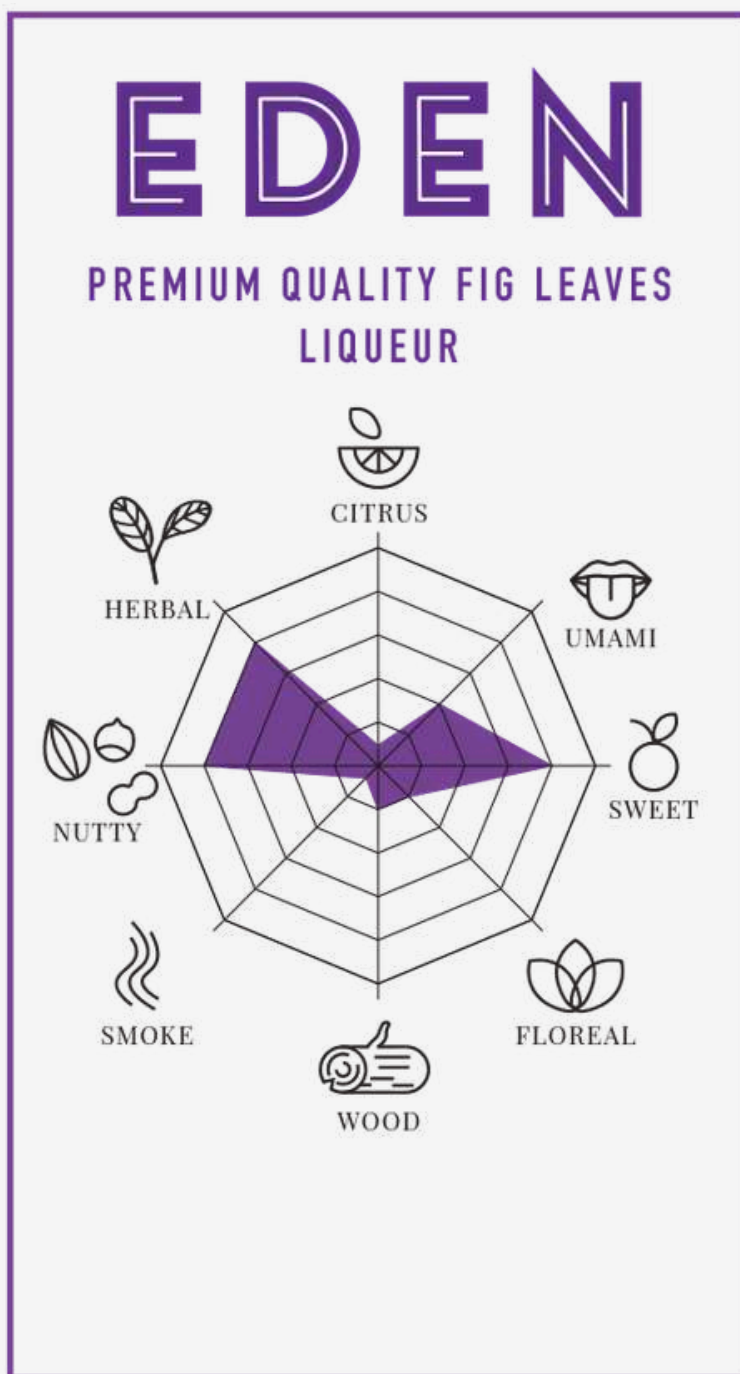 EDEN
PREMIUM QUALITY FIG LEAVES
LIQUEUR
CITRUS
HERBAL
UMAMI
NUTTY
SWEET
SMOKE
FLOREAL
WOOD